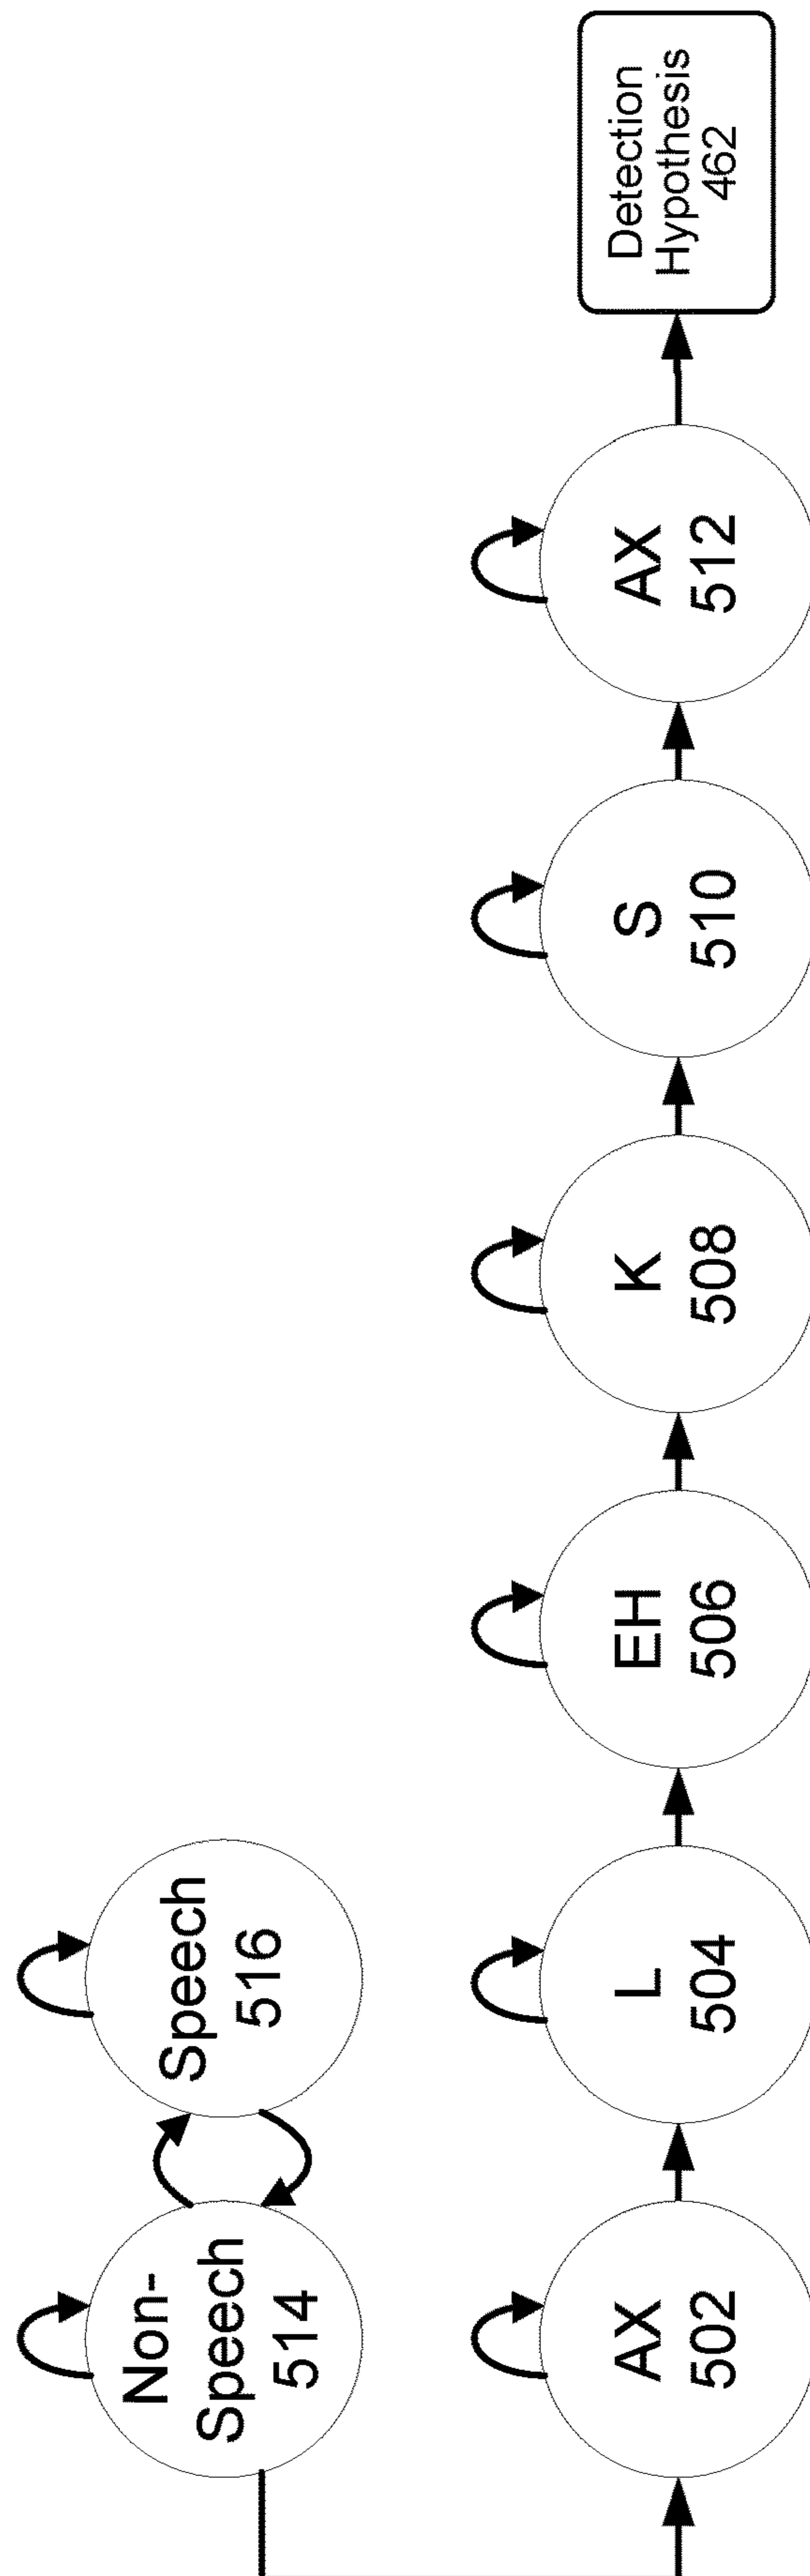 Non-
Speech
514
Speech
516
AX
502
L
504
EH
506
K
508
S
510
AX
512
Detection
Hypothesis
462